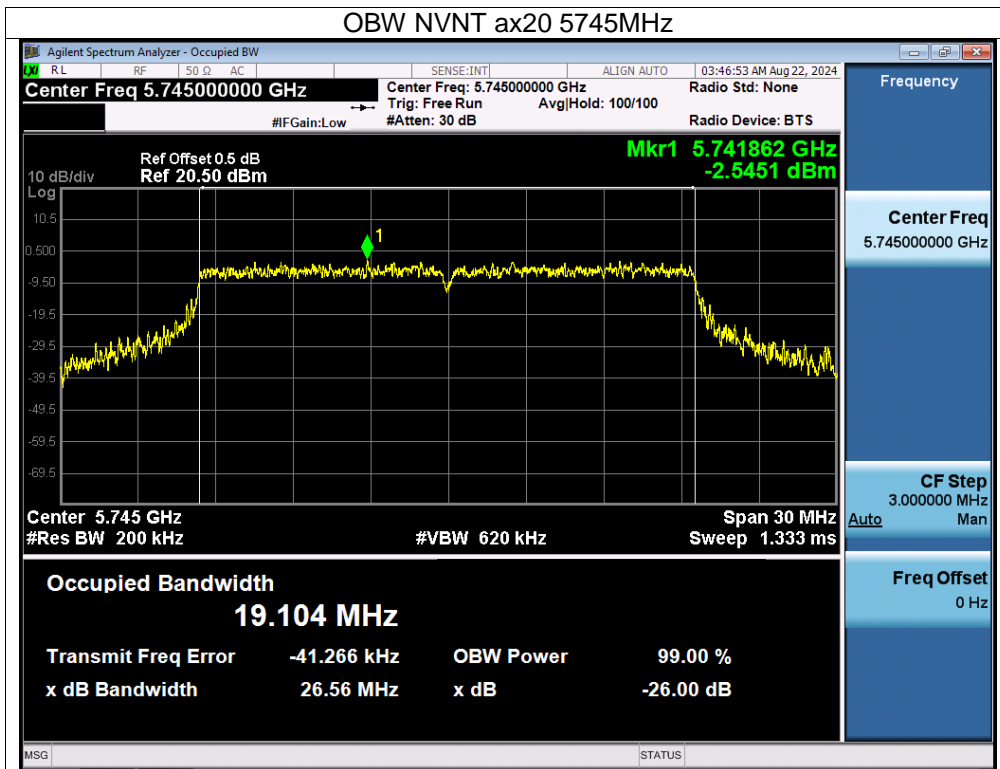 OBW NVNT ax20 5745MHz
Agilent Spectrum Analyzer - Occupied BW
LXI RL RF 50 Ω AC SENSE:INT ALIGN AUTO 03:46:53 AM Aug 22, 2024
Center Freq 5.745000000 GHz
#IFGain:Low
Center Freq: 5.745000000 GHz
Trig: Free Run Avg|Hold: 100/100
#Atten: 30 dB
Radio Std: None
Radio Device: BTS
Mkr1 5.741862 GHz
-2.5451 dBm
Ref Offset 0.5 dB
10 dB/div Ref 20.50 dBm
Log
10.5
0.500
-9.50
-19.5
-29.5
-39.5
-49.5
-59.5
-69.5
1
Center 5.745 GHz Span 30 MHz
#Res BW 200 kHz #VBW 620 kHz Sweep 1.333 ms
Occupied Bandwidth
19.104 MHz
Transmit Freq Error -41.266 kHz OBW Power 99.00 %
x dB Bandwidth 26.56 MHz x dB -26.00 dB
Frequency
Center Freq
5.745000000 GHz
CF Step
3.000000 MHz
Auto Man
Freq Offset
0 Hz
MSG STATUS